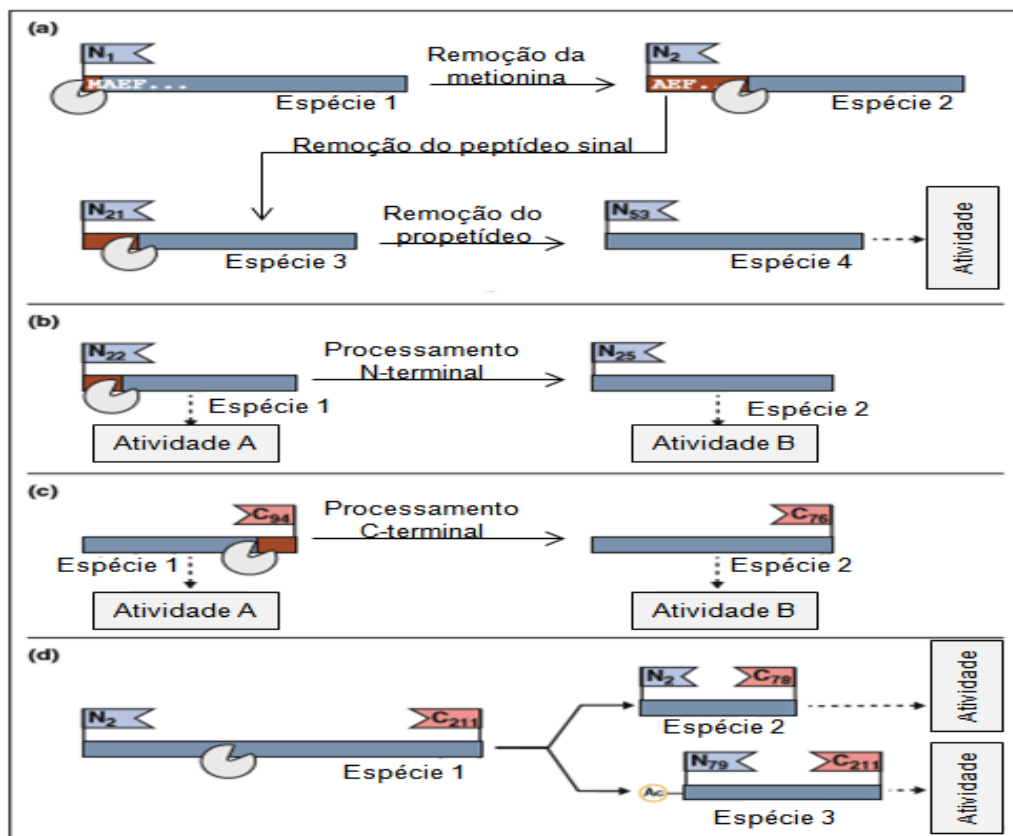 (a)
N1
N2
Remoção da
metionina
MAEF...
AEF.
Espécie 1
Espécie 2
Remoção do peptídeo sinal
N21
N53
Remoção do
propetídeo
Espécie 3
Espécie 4
Atividade
(b)
N22
N25
Processamento
N-terminal
Espécie 1
Espécie 2
Atividade A
Atividade B
(c)
C94
C76
Processamento
C-terminal
Espécie 1
Espécie 2
Atividade A
Atividade B
(d)
N2
C211
Espécie 1
N2
C78
Espécie 2
Atividade
Ac
N79
C211
Espécie 3
Atividade